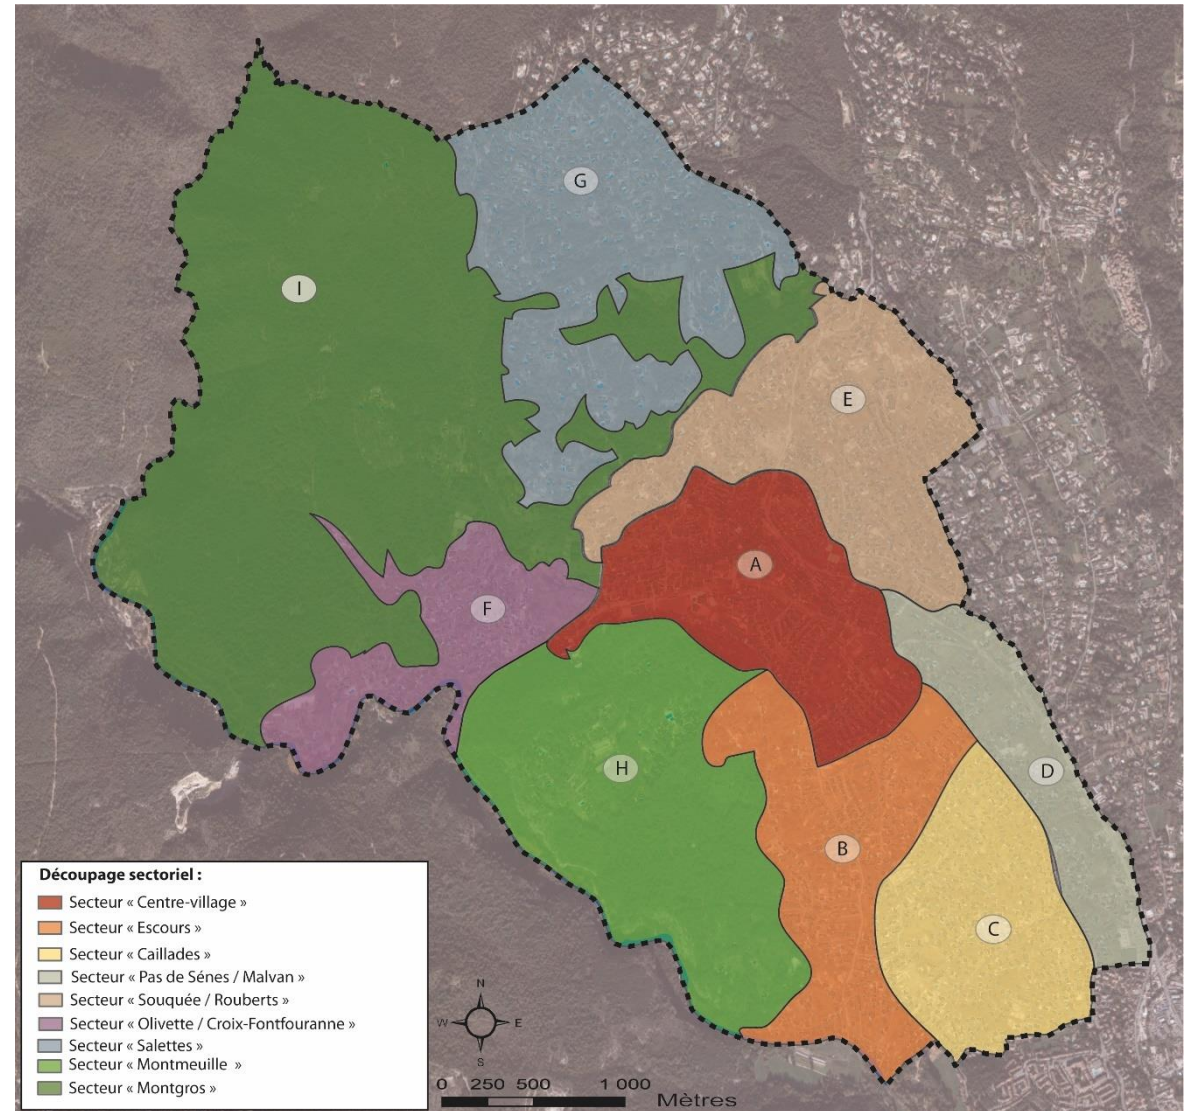 G
I
E
A
F
H
D
B
C
Découpage sectoriel :
Secteur « Centre-village »
Secteur « Escours »
Secteur « Caillades »
Secteur « Pas de Sénes / Malvan »
Secteur « Souquée / Rouberts »
Secteur « Olivette / Croix-Fontfouranne »
Secteur « Salettes »
Secteur « Montmeuille »
Secteur « Montgros »
N
W E
S
0 250 500 1 000
Mètres